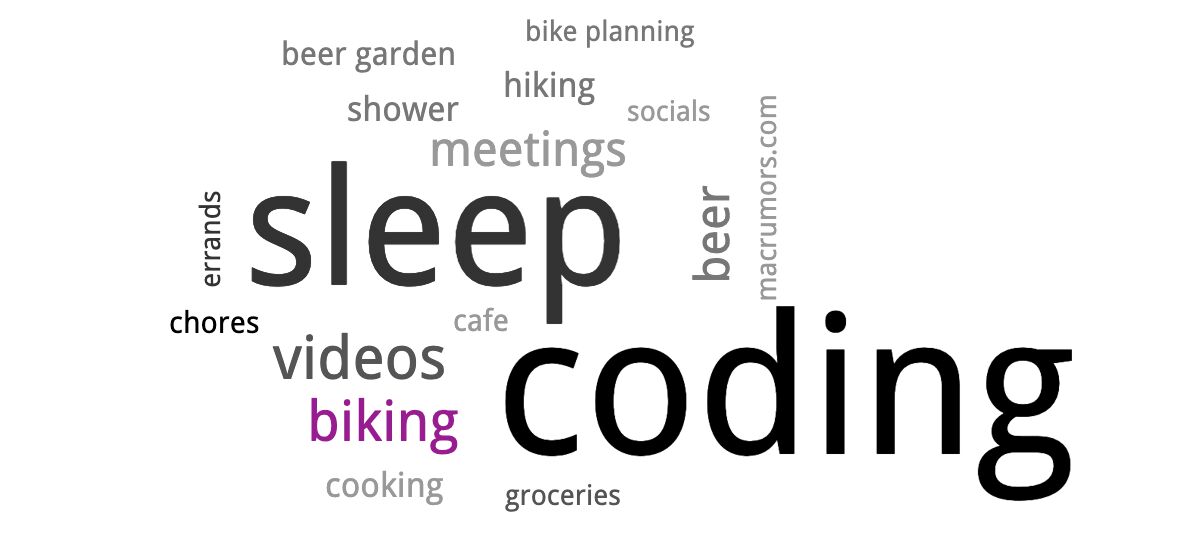 bike planning
beer garden
hiking
shower
socials
meetings
macrumors.com
sleep
beer
errands
chores
cafe
videos
coding
biking
cooking
groceries